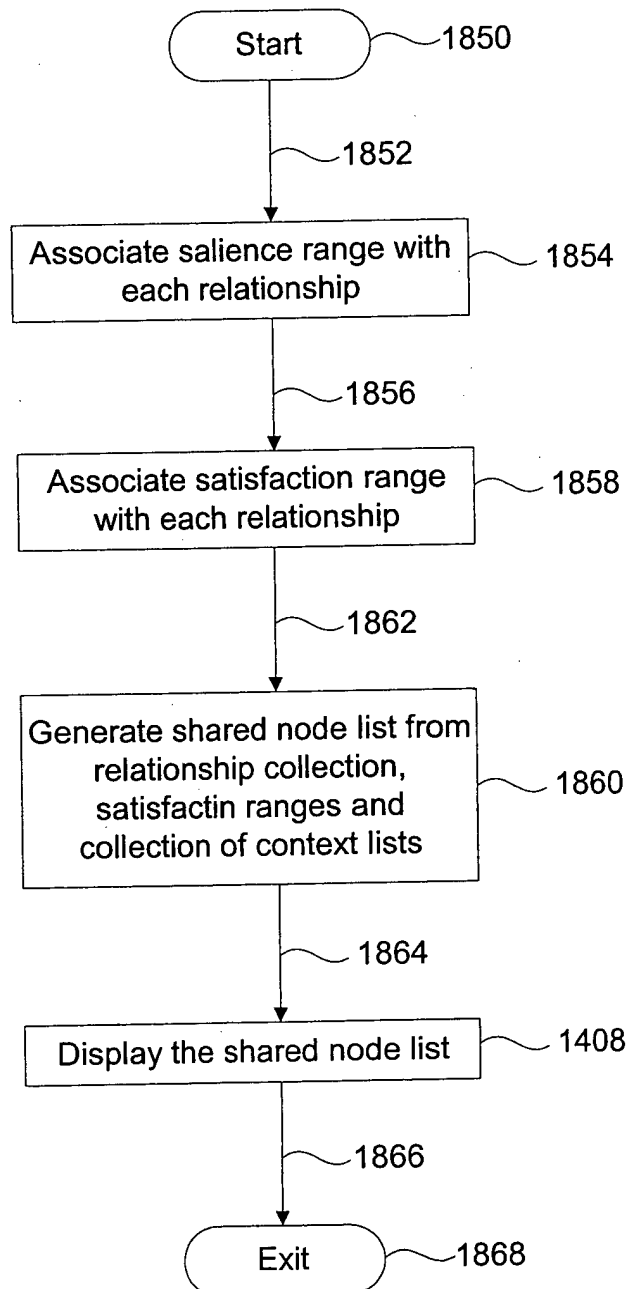 Start
1850
1852
Associate salience range with
each relationship
1854
1856
Associate satisfaction range
with each relationship
1858
1862
Generate shared node list from
relationship collection,
satisfactin ranges and
collection of context lists
1860
1864
Display the shared node list
1408
1866
Exit
1868